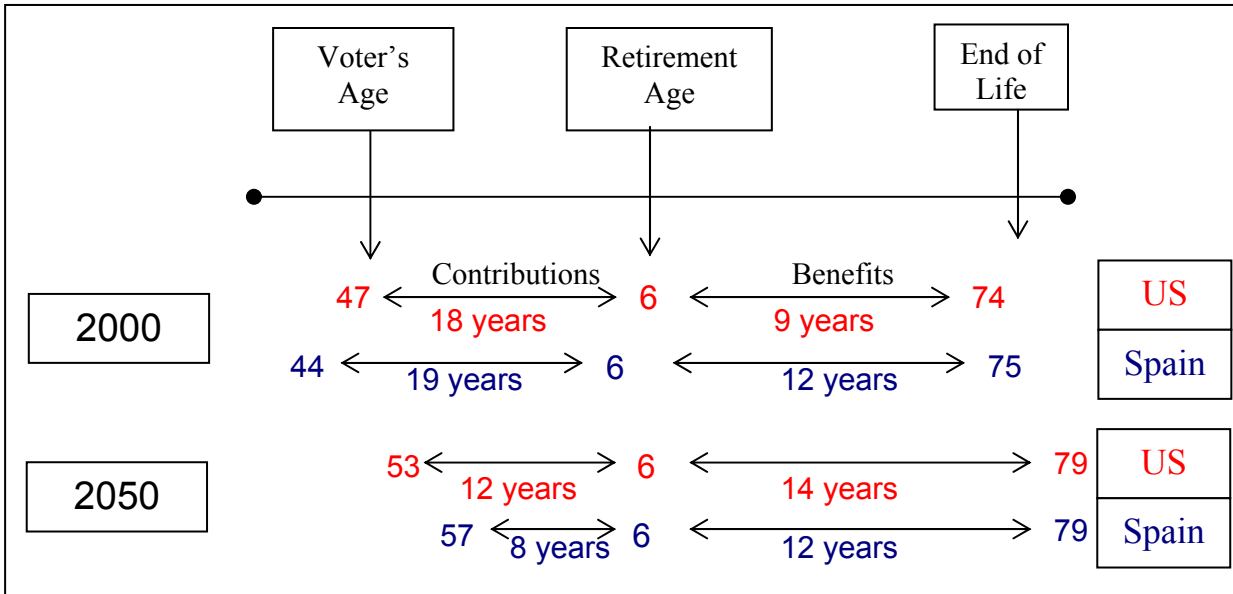 Voter's
Age
Retirement
Age
End of
Life
Contributions
Benefits
2000
47
18 years
6
9 years
74
US
44
19 years
6
12 years
75
Spain
2050
53
12 years
6
14 years
79
US
57
8 years
6
12 years
79
Spain